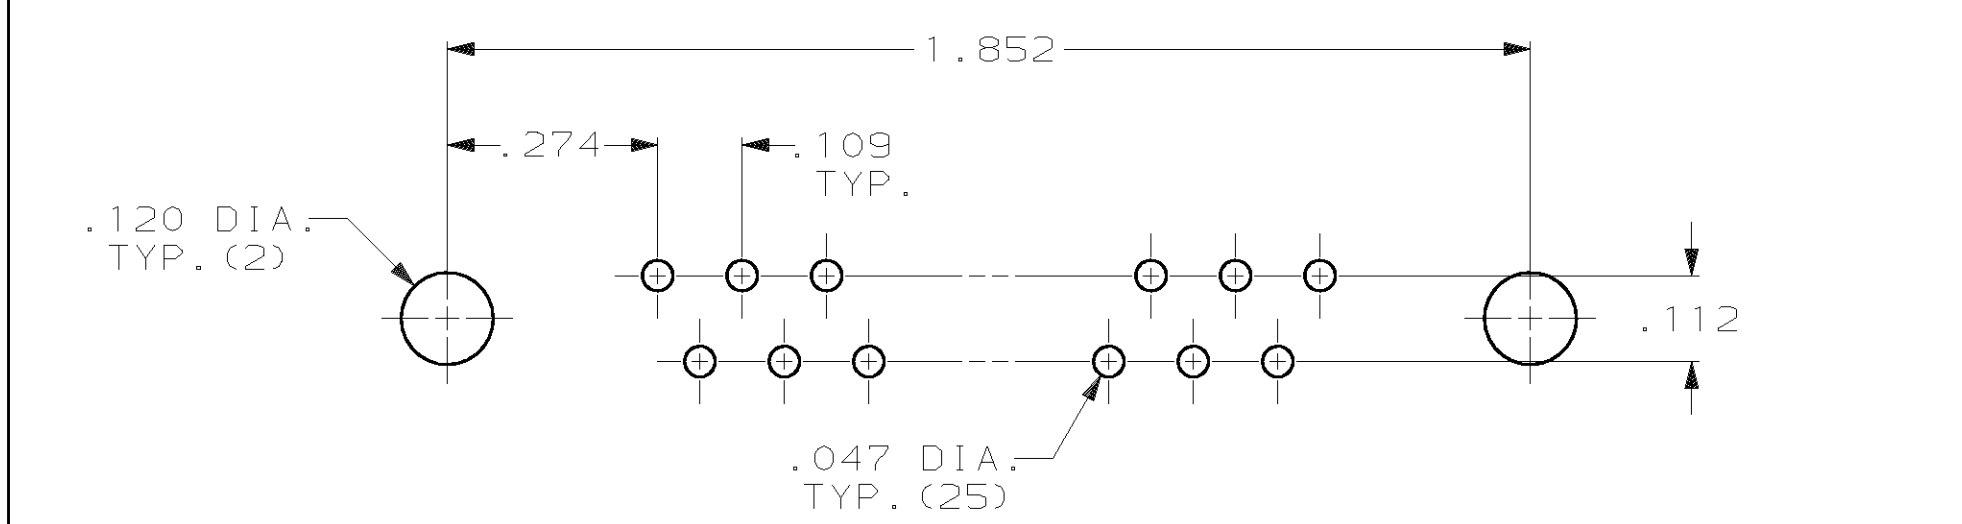 1.852
.274
.109
TYP.
.120 DIA.
TYP. (2)
.112
.047 DIA.
TYP. (25)